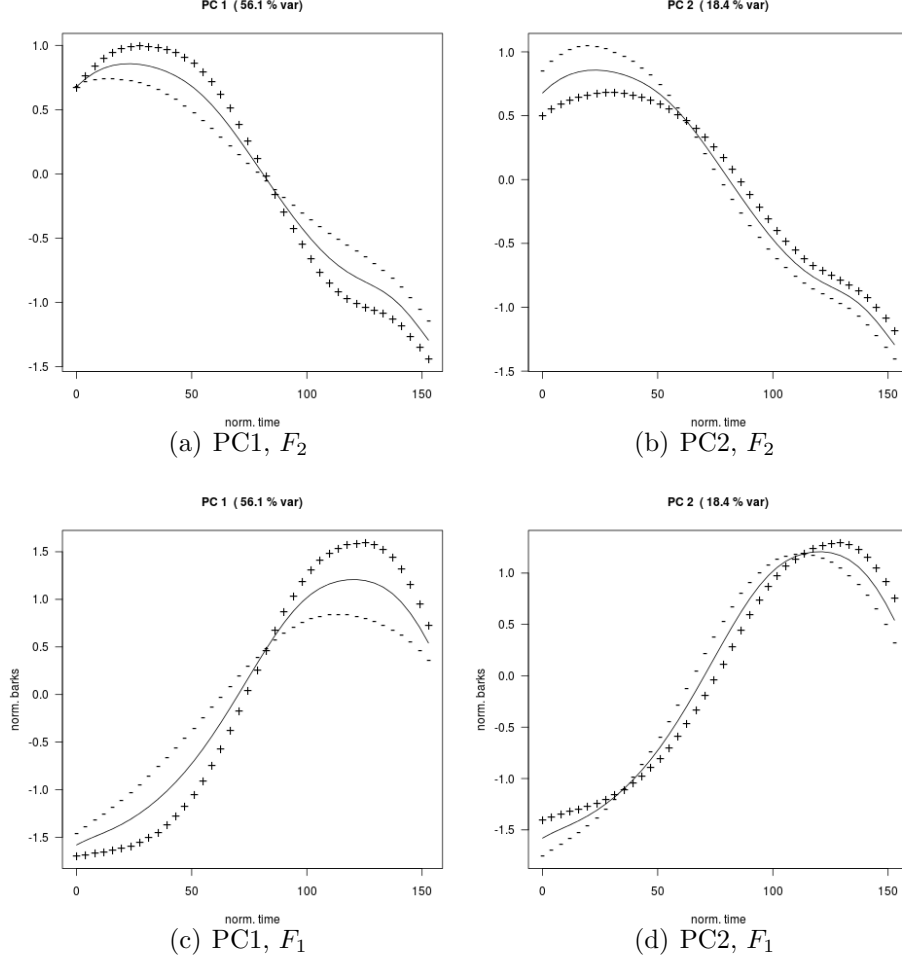 PC 1 ( 56.1 % var)
PC 2 ( 18.4 % var)
1.0
0.5
0.0
-0.5
-1.0
-1.5
0
50
100
150
norm. time
1.0
0.5
0.0
-0.5
-1.0
-1.5
0
50
100
150
norm. time
(a) PC1, F2
(b) PC2, F2
PC 1 ( 56.1 % var)
PC 2 ( 18.4 % var)
norm. barks
1.5
1.0
0.5
0.0
-0.5
-1.0
-1.5
0
50
100
150
norm. time
norm. barks
1.0
0.5
0.0
-0.5
-1.0
-1.5
0
50
100
150
norm. time
(c) PC1, F1
(d) PC2, F1